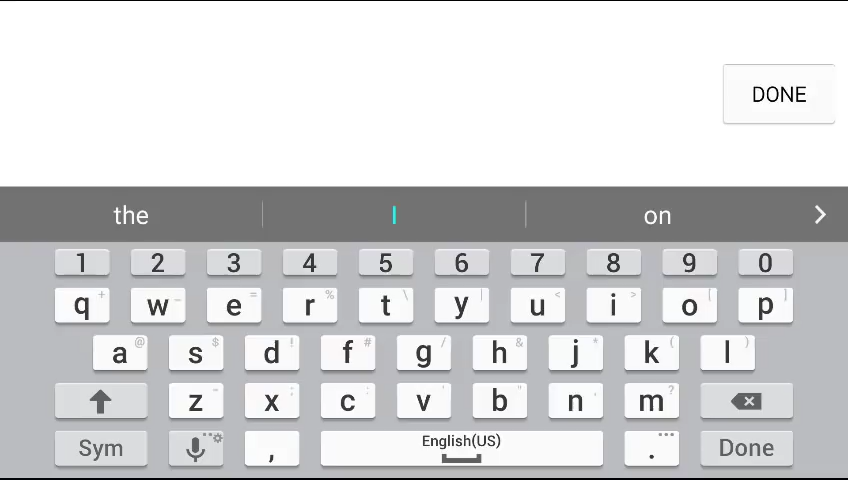 DONE
the I on
1 2 3 4 5 6 7 8 9 0
q + w _ e = r % t \ y | u < i > o [ p ]
a @ s $ d ! f # g / h & j * k ( l )
z - x ; c : v ' b " n , m ?
Sym , English(US) . Done